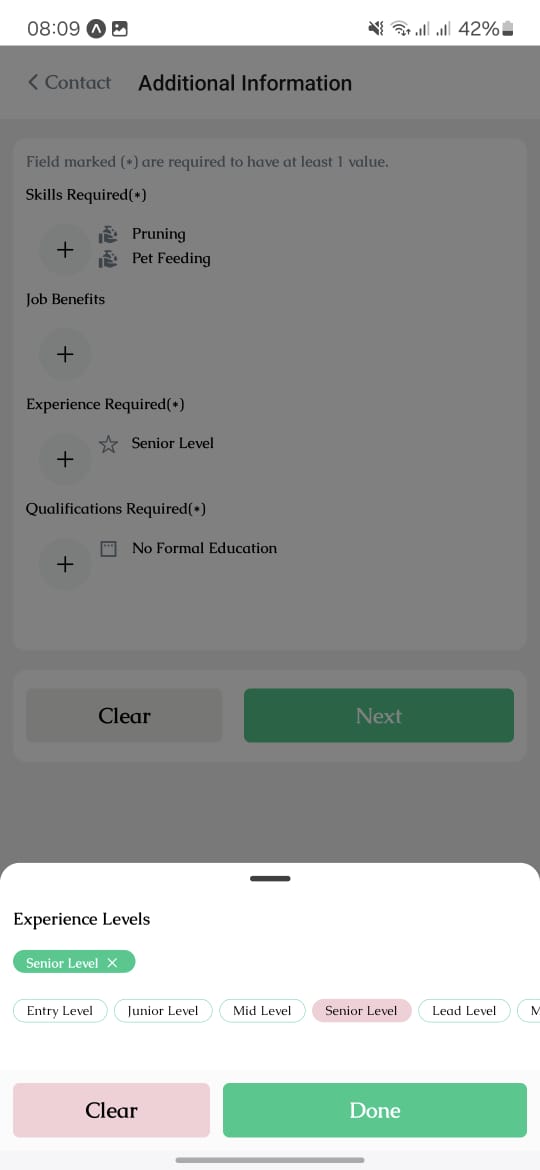 08:09 42%
Contact Additional Information
Field marked (*) are required to have at least 1 value.
Skills Required(*)
+ Pruning
Pet Feeding
Job Benefits
+
Experience Required(*)
+ Senior Level
Qualifications Required(*)
+ No Formal Education
Clear Next
Experience Levels
Senior Level ×
Entry Level Junior Level Mid Level Senior Level Lead Level M
Clear Done